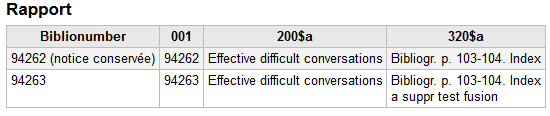 Rapport
Biblionumber 001 200$a 320$a
94262 (notice conservée) 94262 Effective difficult conversations Bibliogr. p. 103-104. Index
94263 94263 Effective difficult conversations Bibliogr. p. 103-104. Index
a suppr test fusion